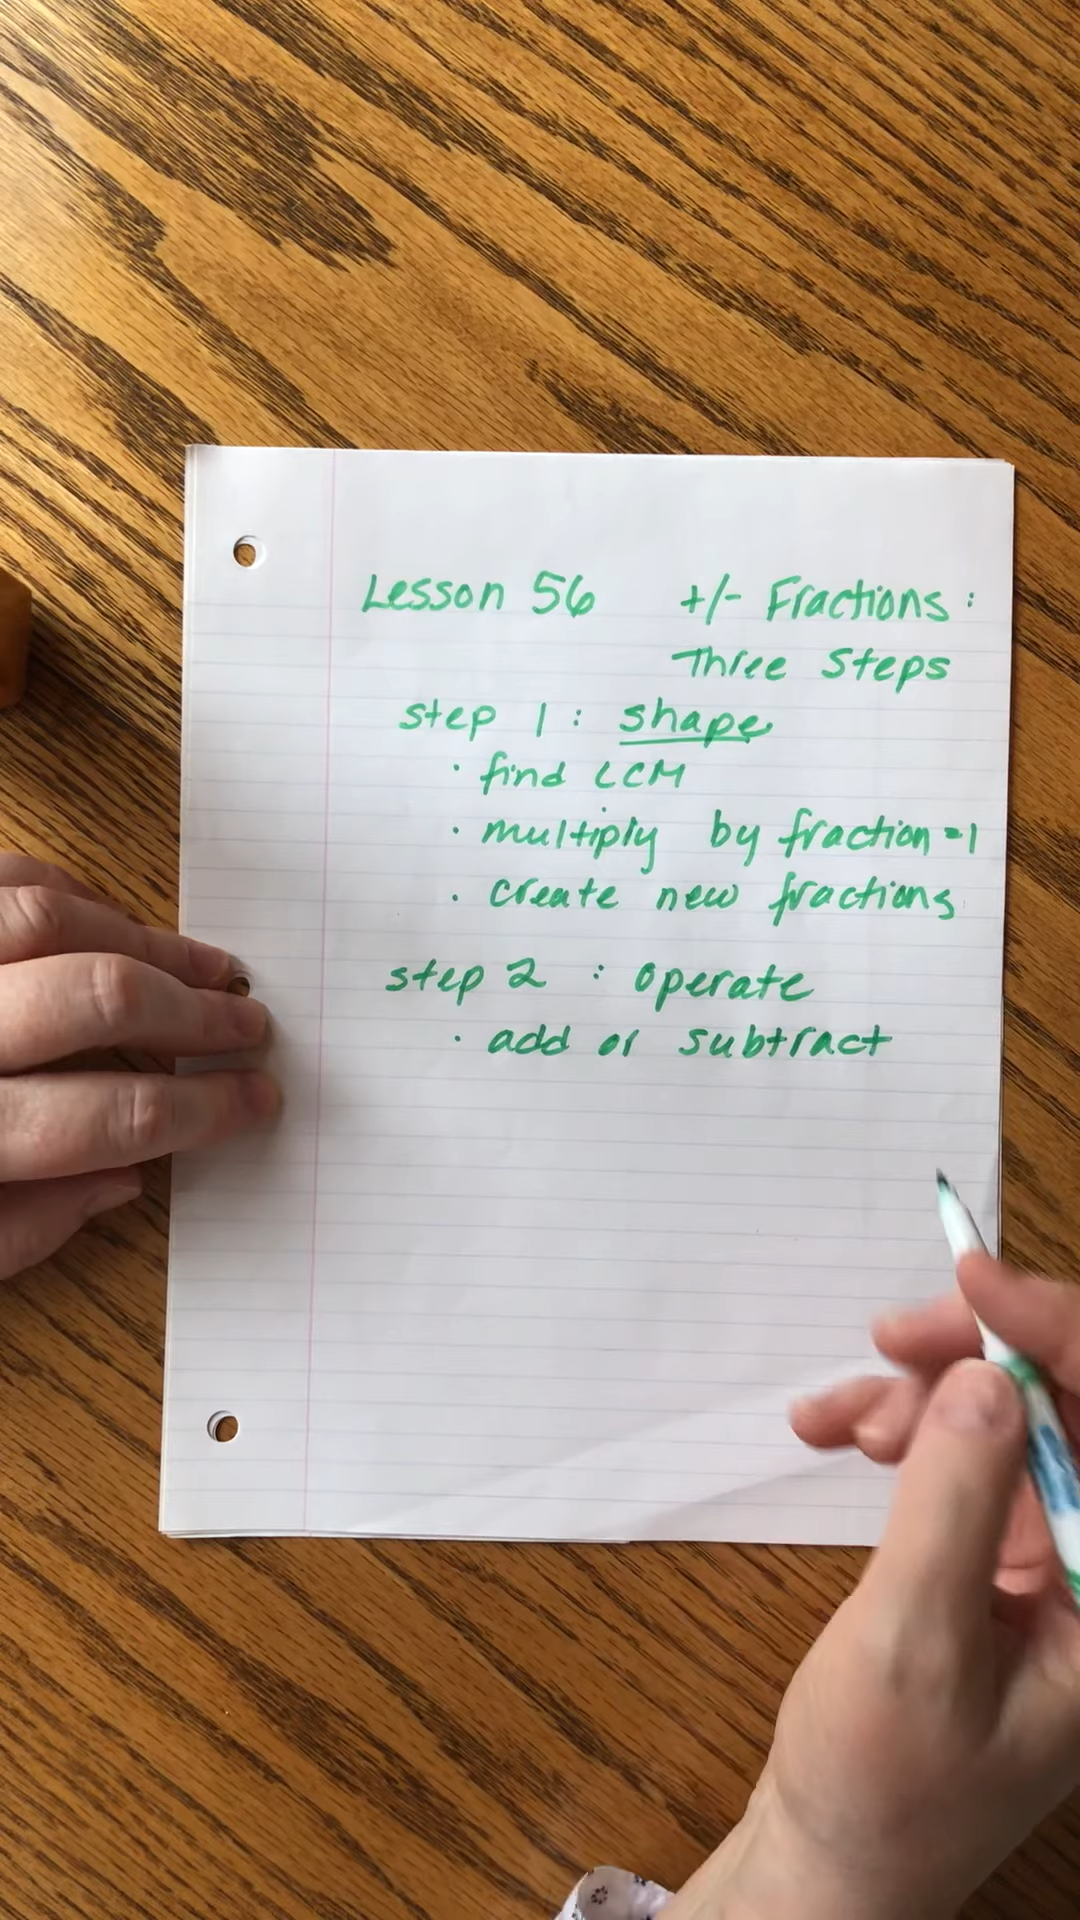 Lesson 56 +/- Fractions:
Three Steps
step 1: shape
· find LCM
· multiply by fraction=1
· create new fractions
step 2: operate
· add or subtract